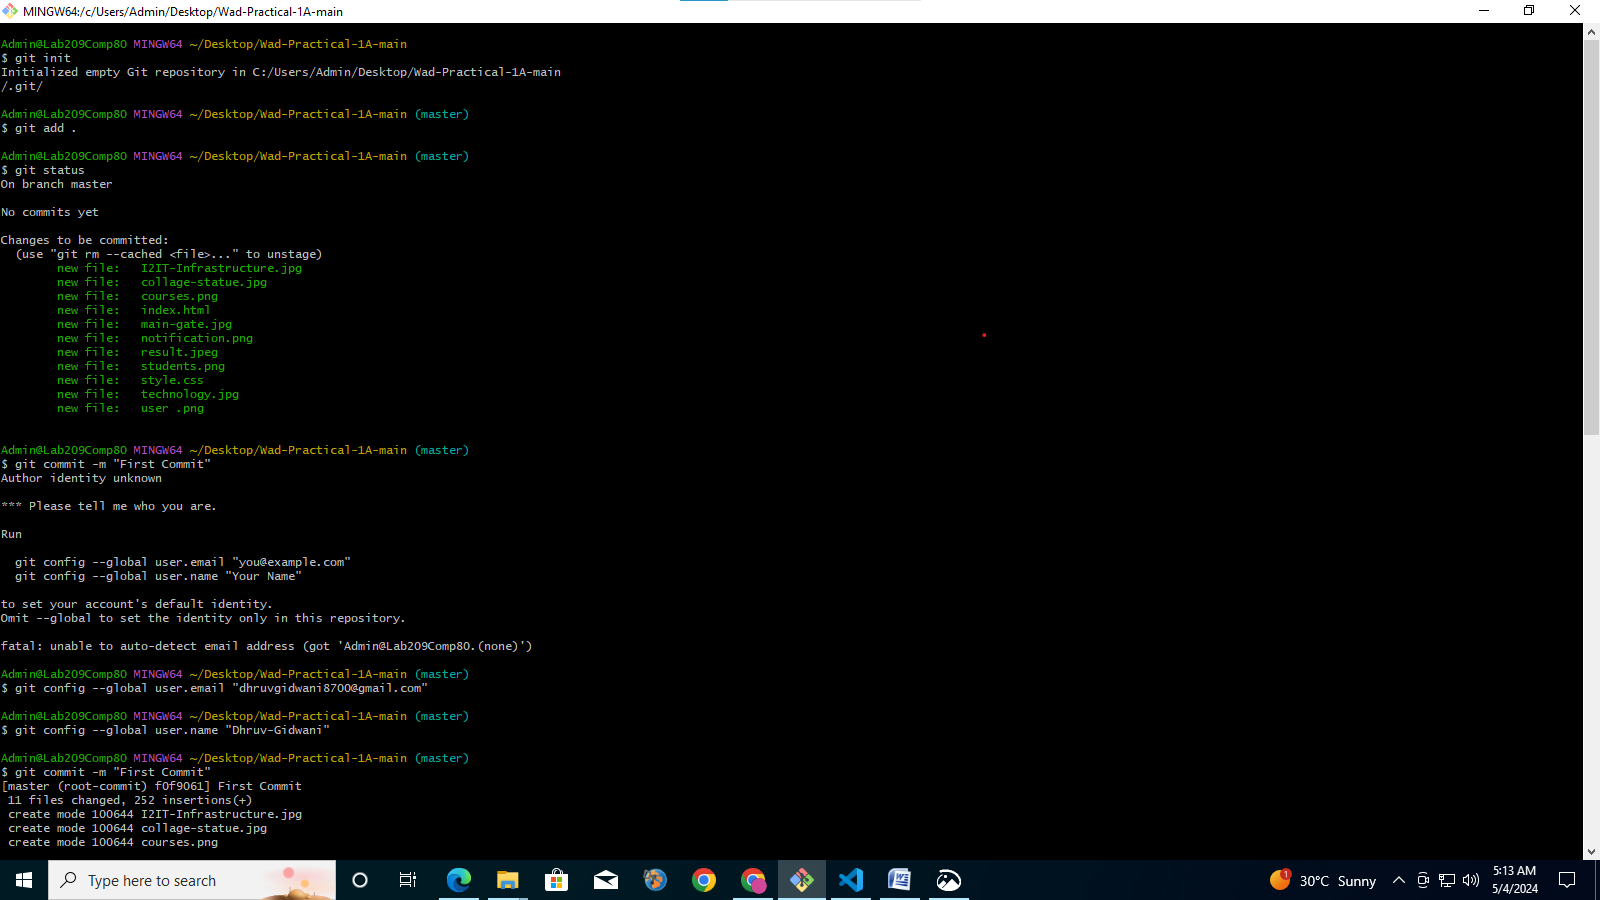 MINGW64:/c/Users/Admin/Desktop/Wad-Practical-1A-main
Admin@Lab209Comp80 MINGW64 ~/Desktop/Wad-Practical-1A-main
$ git init
Initialized empty Git repository in C:/Users/Admin/Desktop/Wad-Practical-1A-main
/.git/
Admin@Lab209Comp80 MINGW64 ~/Desktop/Wad-Practical-1A-main (master)
$ git add .
Admin@Lab209Comp80 MINGW64 ~/Desktop/Wad-Practical-1A-main (master)
$ git status
On branch master
No commits yet
Changes to be committed:
  (use "git rm --cached <file>..." to unstage)
        new file:   I2IT-Infrastructure.jpg
        new file:   collage-statue.jpg
        new file:   courses.png
        new file:   index.html
        new file:   main-gate.jpg
        new file:   notification.png
        new file:   result.jpeg
        new file:   students.png
        new file:   style.css
        new file:   technology.jpg
        new file:   user .png
Admin@Lab209Comp80 MINGW64 ~/Desktop/Wad-Practical-1A-main (master)
$ git commit -m "First Commit"
Author identity unknown
*** Please tell me who you are.
Run
  git config --global user.email "you@example.com"
  git config --global user.name "Your Name"
to set your account's default identity.
Omit --global to set the identity only in this repository.
fatal: unable to auto-detect email address (got 'Admin@Lab209Comp80.(none)')
Admin@Lab209Comp80 MINGW64 ~/Desktop/Wad-Practical-1A-main (master)
$ git config --global user.email "dhruvgidwani8700@gmail.com"
Admin@Lab209Comp80 MINGW64 ~/Desktop/Wad-Practical-1A-main (master)
$ git config --global user.name "Dhruv-Gidwani"
Admin@Lab209Comp80 MINGW64 ~/Desktop/Wad-Practical-1A-main (master)
$ git commit -m "First Commit"
[master (root-commit) f0f9061] First Commit
 11 files changed, 252 insertions(+)
 create mode 100644 I2IT-Infrastructure.jpg
 create mode 100644 collage-statue.jpg
 create mode 100644 courses.png
Type here to search
1
30°C Sunny
5:13 AM
5/4/2024